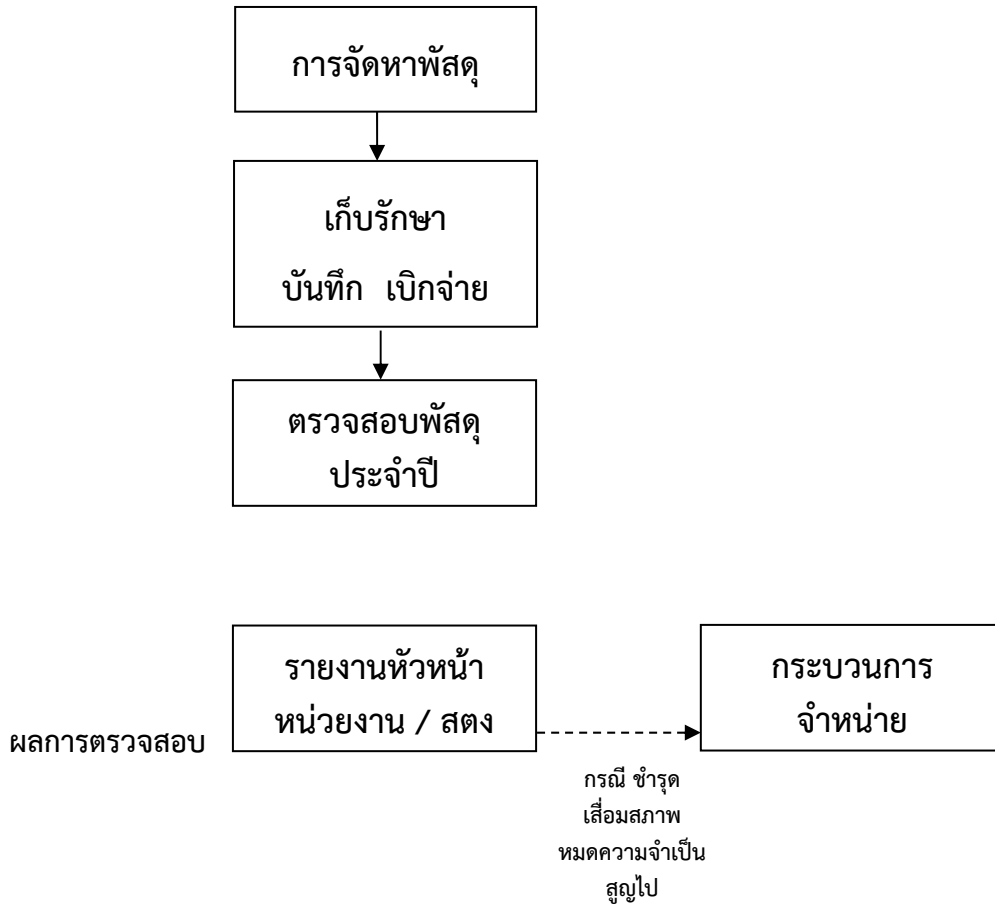 การจัดหาพัสดุ
เก็บรักษา
บันทึก เบิกจ่าย
ตรวจสอบพัสดุ
ประจำปี
ผลการตรวจสอบ
รายงานหัวหน้า
หน่วยงาน / สตง
กรณี ชำรุด
เสื่อมสภาพ
หมดความจำเป็น
สูญไป
กระบวนการ
จำหน่าย